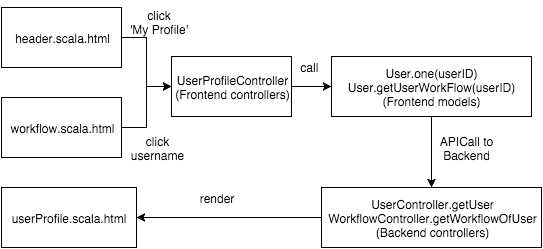 click
'My Profile'
header.scala.html
UserProfileController
(Frontend controllers)
call
User.one(userID)
User.getUserWorkFlow(userID)
(Frontend models)
workflow.scala.html
click
username
APICall to
Backend
render
userProfile.scala.html
UserController.getUser
WorkflowController.getWorkflowOfUser
(Backend controllers)